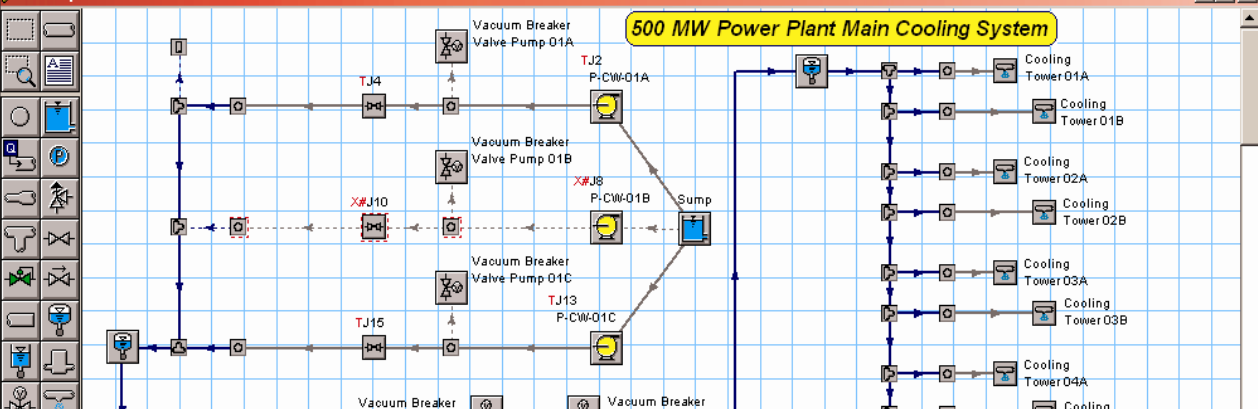 500 MW Power Plant Main Cooling System
Vacuum Breaker
Valve Pump 01A
TJ2
P-CW-01A
TJ4
Vacuum Breaker
Valve Pump 01B
X#J8
P-CW-01B
Sump
X#J10
Vacuum Breaker
Valve Pump 01C
TJ13
P-CW-01C
TJ15
Vacuum Breaker
Vacuum Breaker
Cooling
Tower 01A
Cooling
Tower 01B
Cooling
Tower 02A
Cooling
Tower 02B
Cooling
Tower 03A
Cooling
Tower 03B
Cooling
Tower 04A
Cooling
A
Q
P